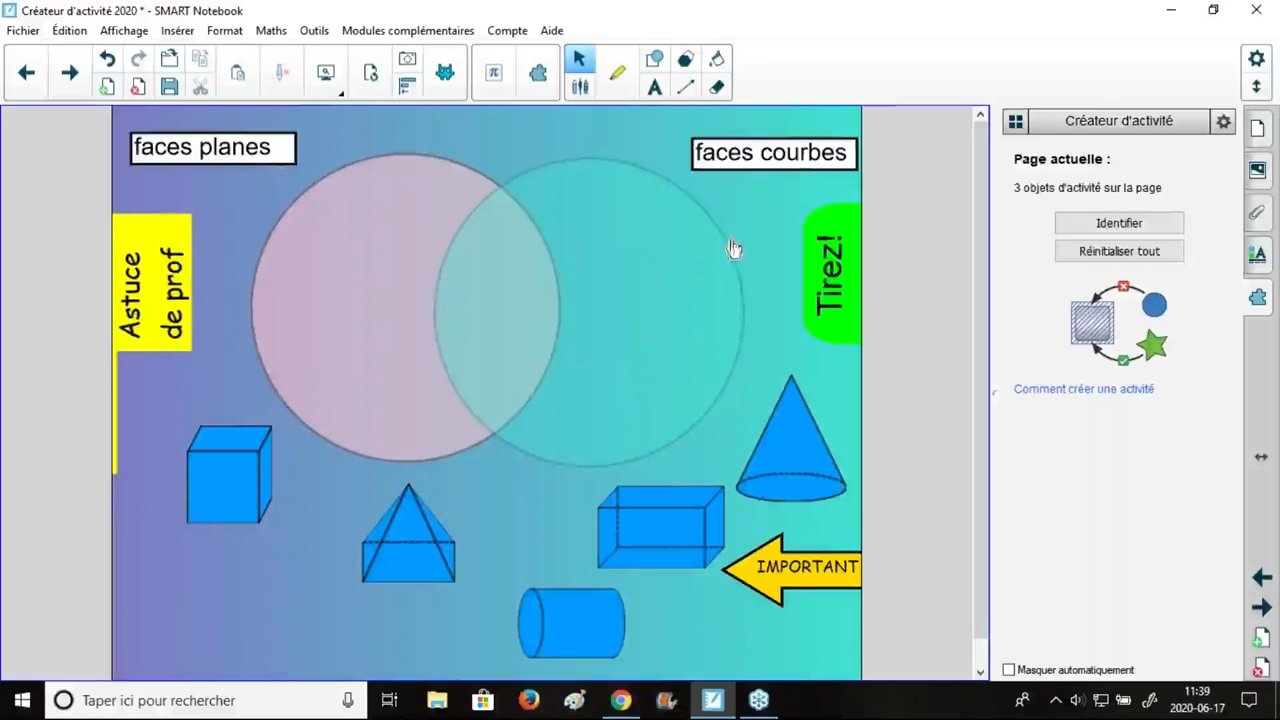 Créateur d'activité 2020 * - SMART Notebook
Fichier Édition Affichage Insérer Format Maths Outils Modules complémentaires Compte Aide
faces planes
faces courbes
Astuce
de prof
Tirez!
IMPORTANT
Créateur d'activité
Page actuelle :
3 objets d'activité sur la page
Identifier
Réinitialiser tout
Comment créer une activité
Masquer automatiquement
Taper ici pour rechercher
11:39
2020-06-17